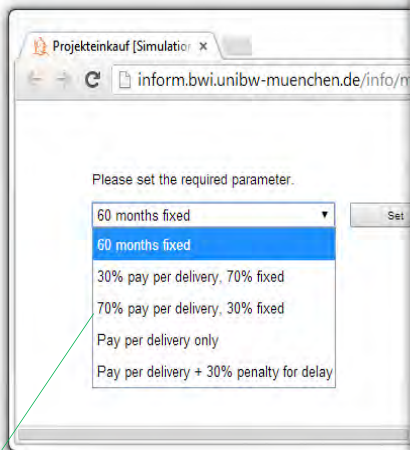 Projekteinkauf [Simulation
inform.bwi.unibw-muenchen.de/info/m
Please set the required parameter.
60 months fixed
Set
60 months fixed
30% pay per delivery, 70% fixed
70% pay per delivery, 30% fixed
Pay per delivery only
Pay per delivery + 30% penalty for delay